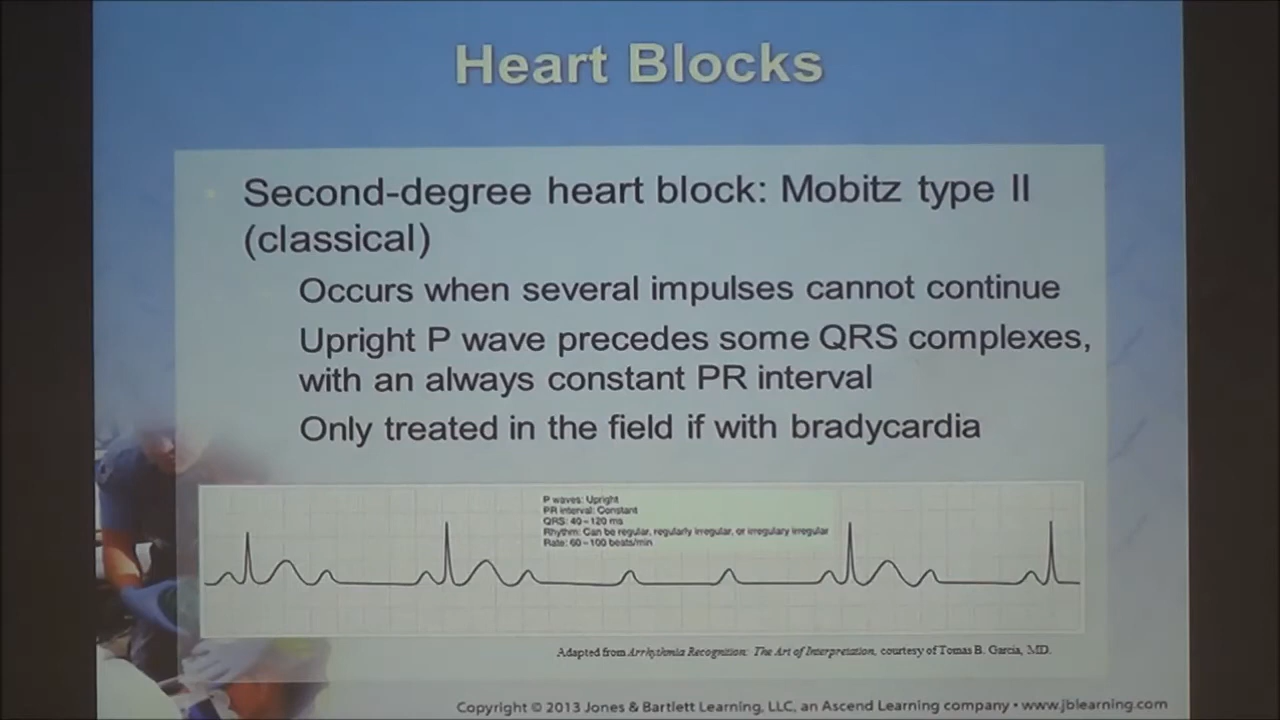 Heart Blocks
Second-degree heart block: Mobitz type II
(classical)
Occurs when several impulses cannot continue
Upright P wave precedes some QRS complexes,
with an always constant PR interval
Only treated in the field if with bradycardia
P waves: Upright
PR interval: Constant
QRS: 40–120 ms
Rhythm: Can be regular, regularly irregular, or irregulary irregular
Rate: 60–100 beats/min
Adapted from Arrhythmia Recognition: The Art of Interpretation, courtesy of Tomas B. Garcia, MD.
Copyright © 2013 Jones & Bartlett Learning, LLC, an Ascend Learning company • www.jblearning.com